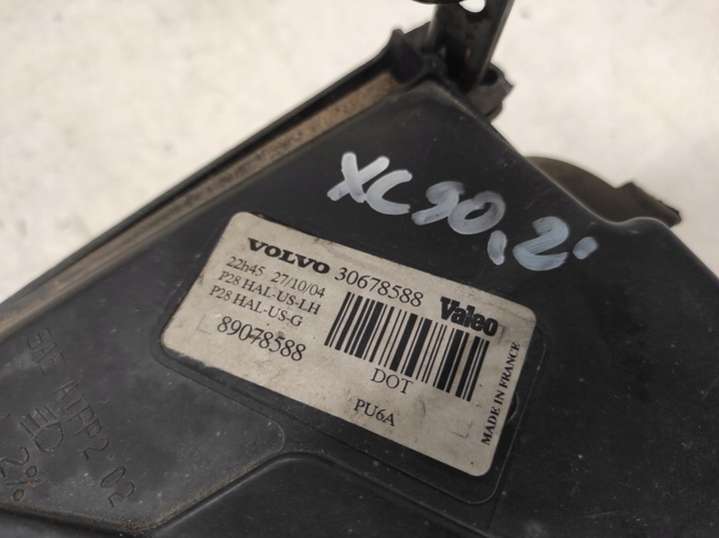 XC90, 2.
VOLVO 30678588 Valeo
22h45 27/10/04
P28 HAL-US-LH
P28 HAL-US-G
89078588
DOT
PU6A
MADE IN FRANCE
2%